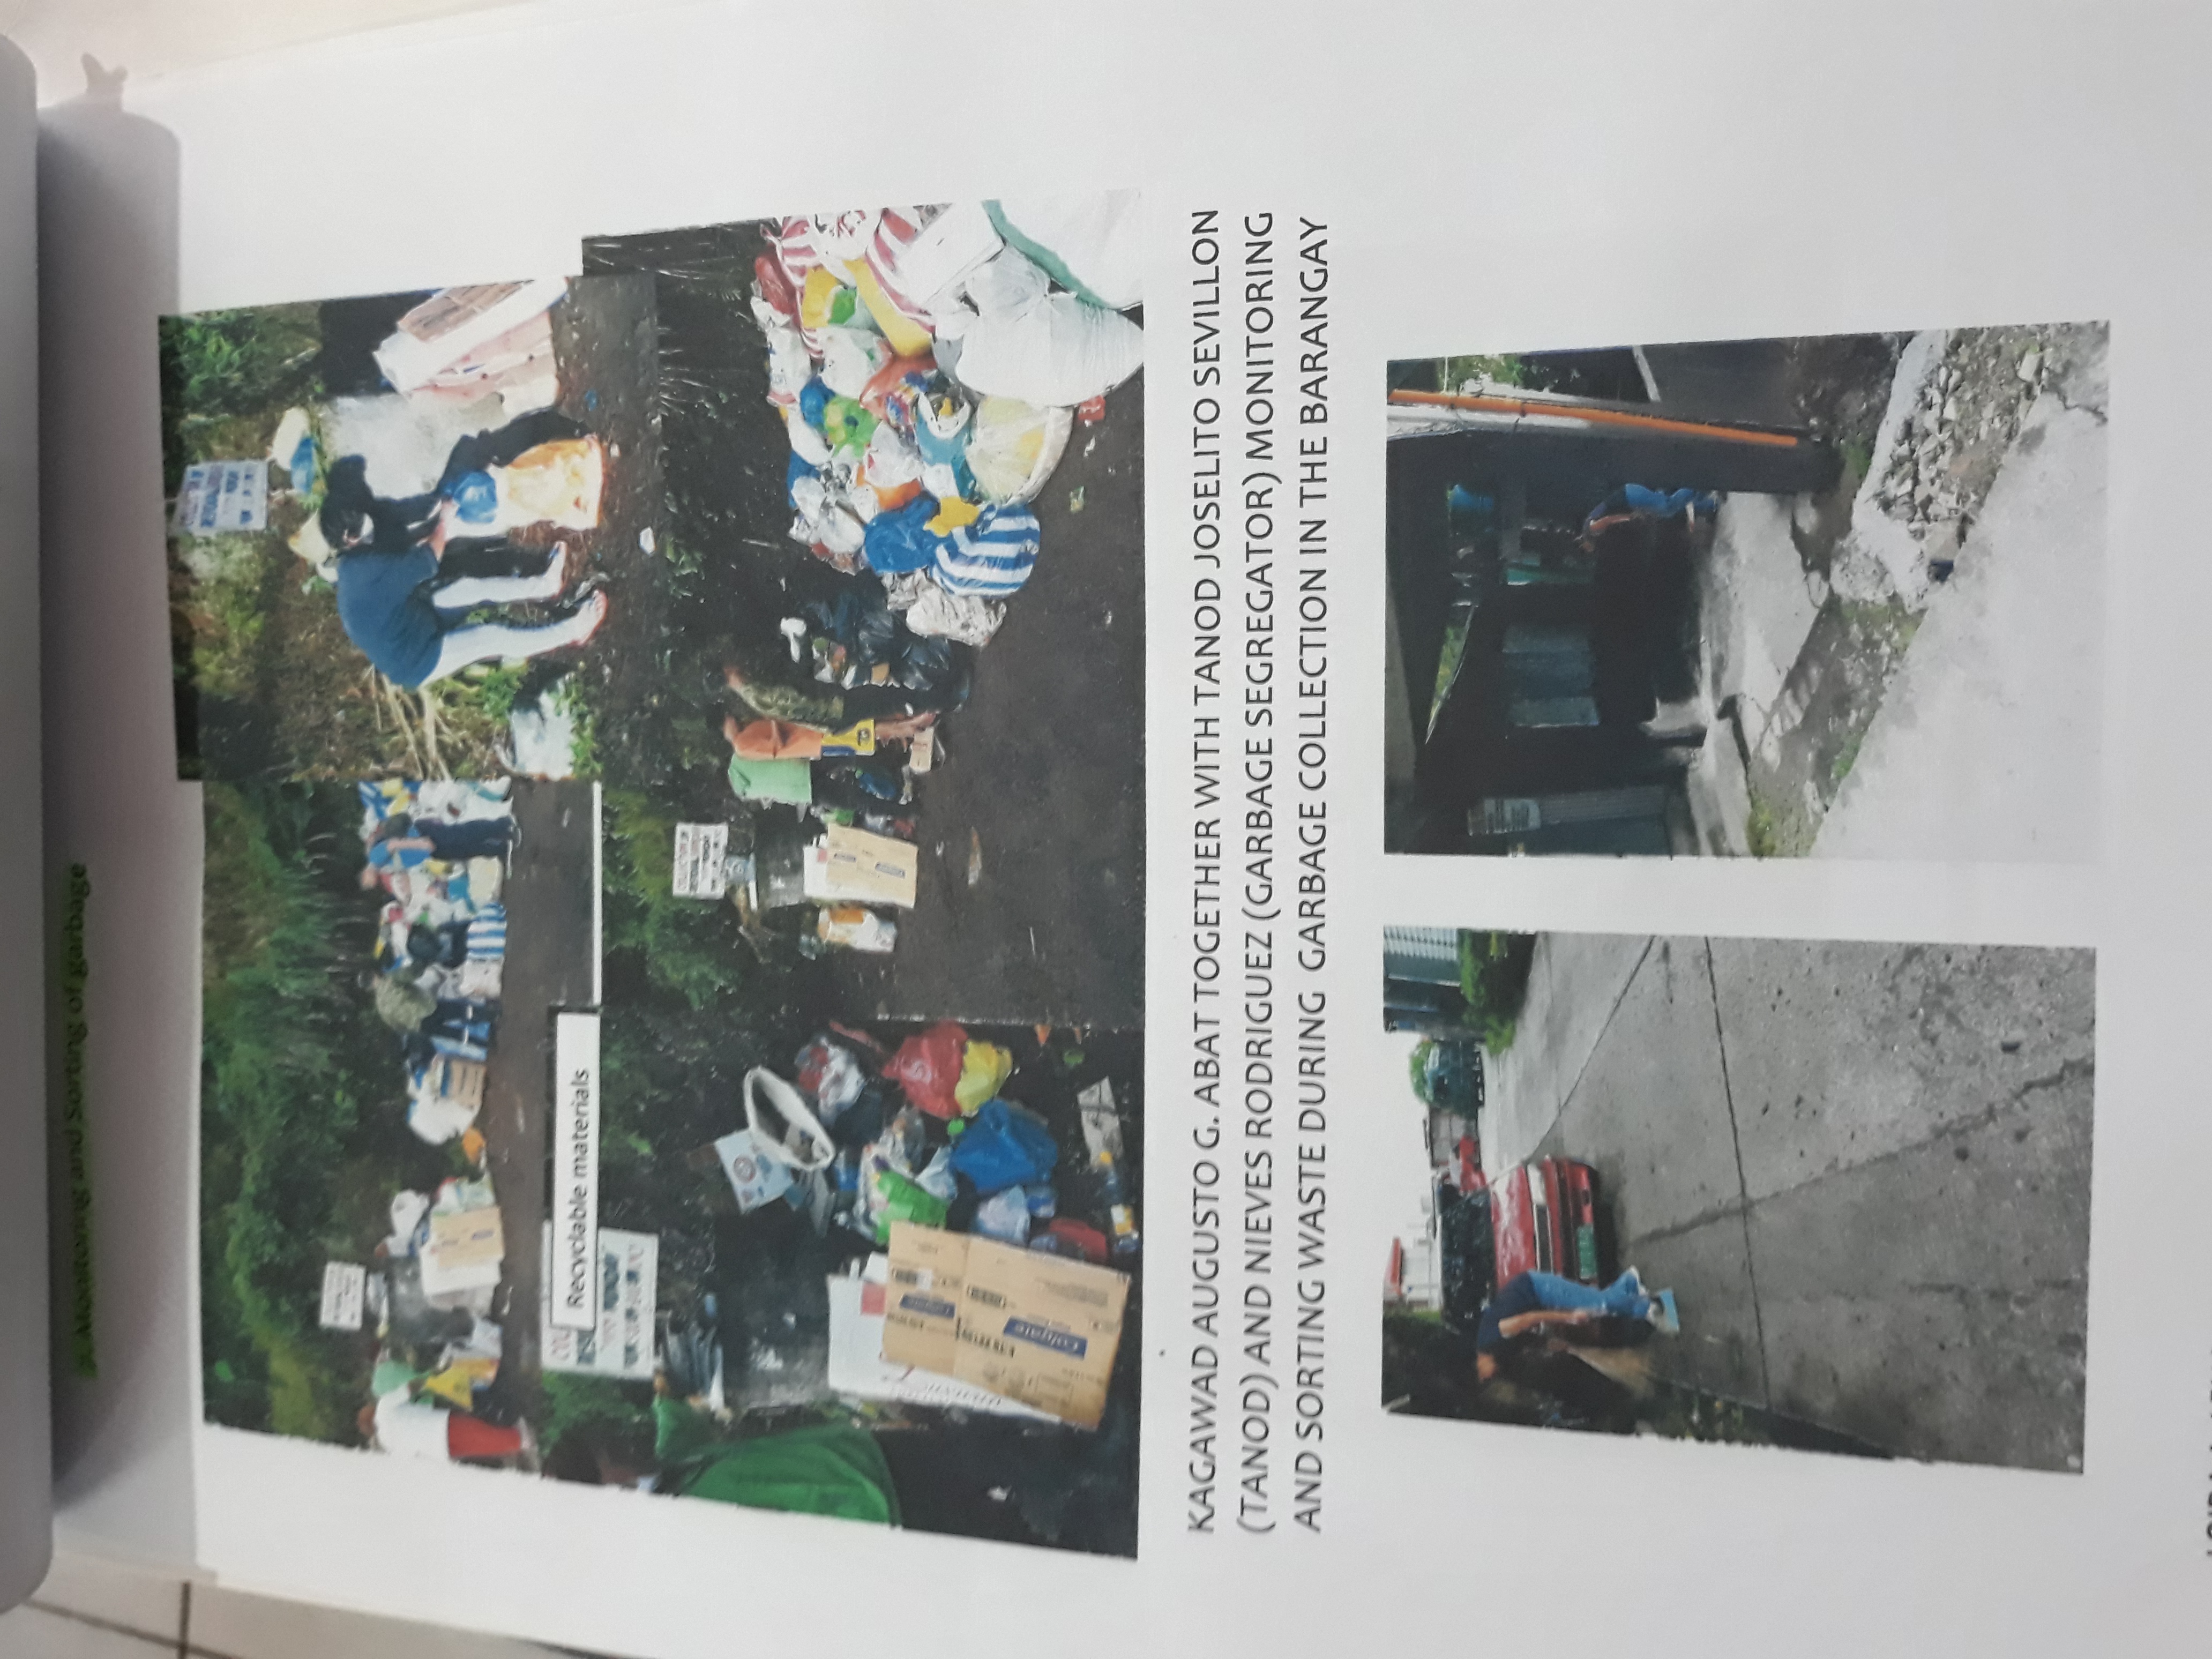 Monitoring and Sorting of garbage
Recyclable materials
Colgate
Colgate
KAGAWAD AUGUSTO G. ABAT TOGETHER WITH TANOD JOSELITO SEVILLON
(TANOD) AND NIEVES RODRIGUEZ (GARBAGE SEGREGATOR) MONITORING
AND SORTING WASTE DURING GARBAGE COLLECTION IN THE BARANGAY